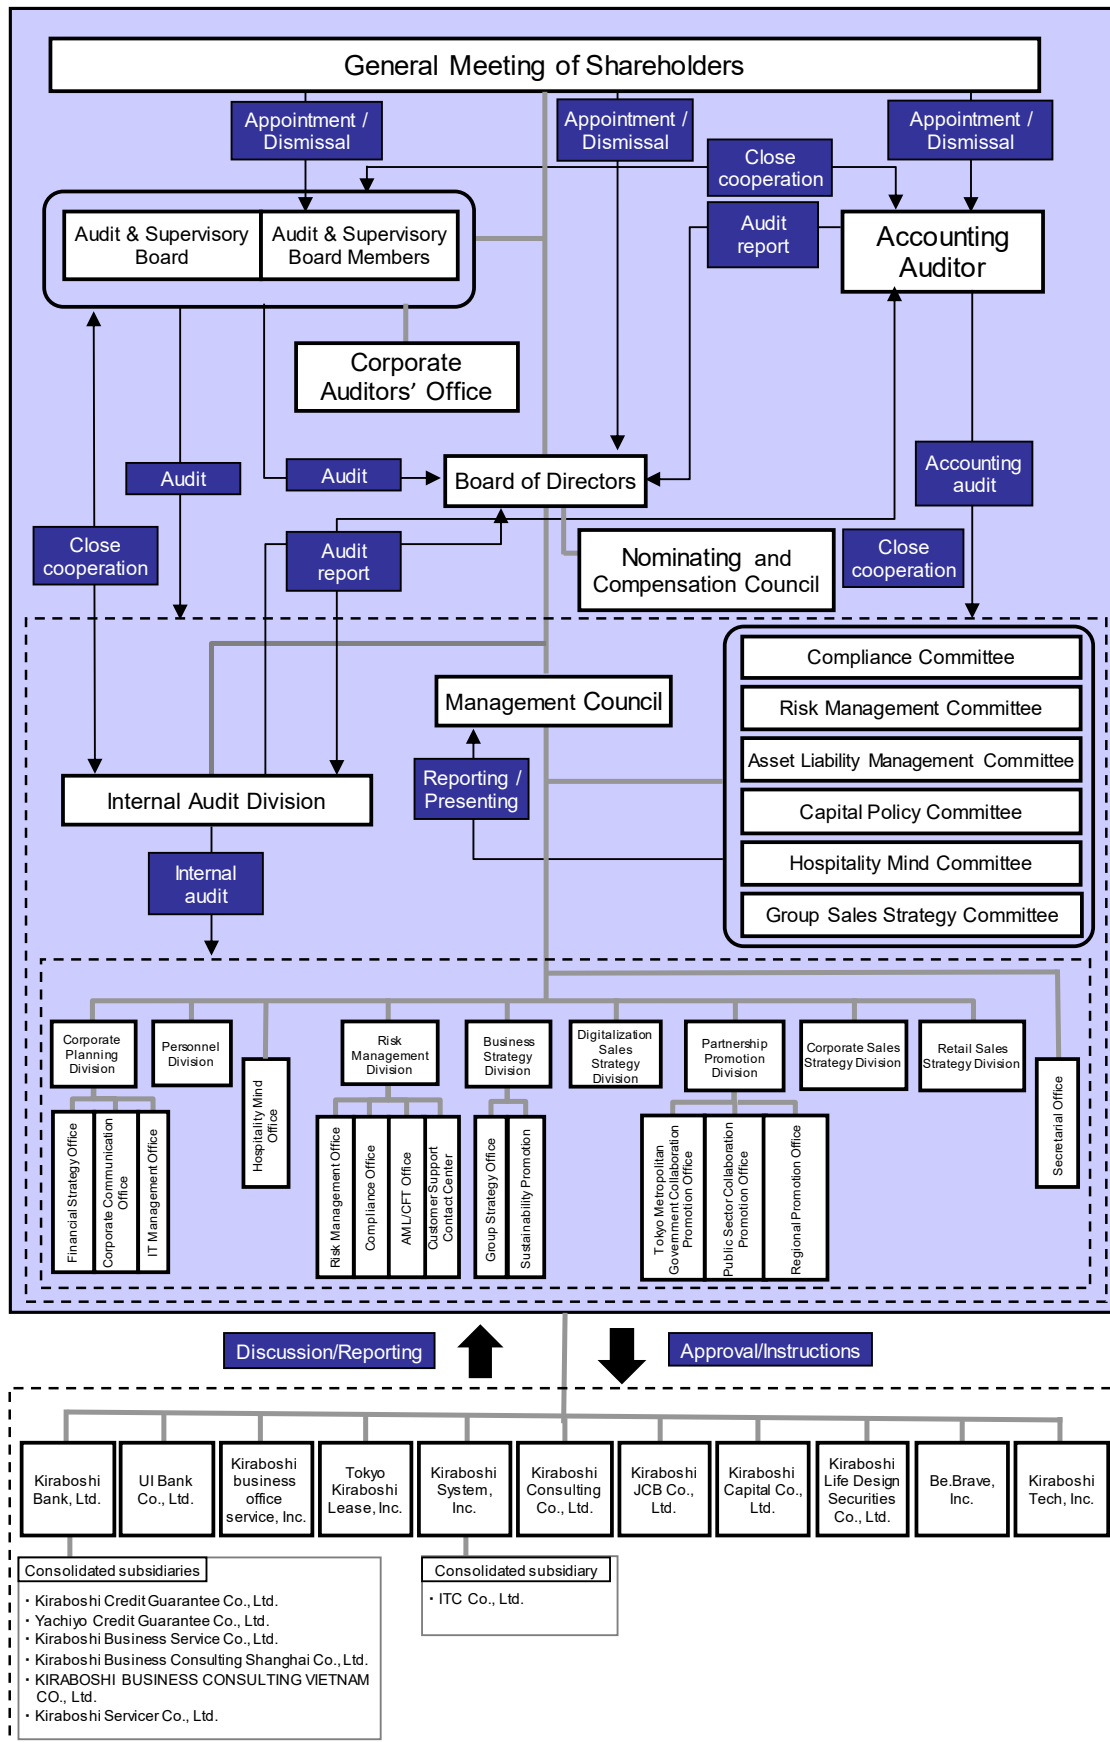 General Meeting of Shareholders
Appointment /
Dismissal
Appointment /
Dismissal
Appointment /
Dismissal
Close
cooperation
Audit & Supervisory
Board
Audit & Supervisory
Board Members
Audit
report
Accounting
Auditor
Corporate
Auditors’ Office
Audit
Audit
Board of Directors
Accounting
audit
Close
cooperation
Audit
report
Nominating and
Compensation Council
Close
cooperation
Compliance Committee
Management Council
Risk Management Committee
Asset Liability Management Committee
Reporting /
Presenting
Internal Audit Division
Capital Policy Committee
Hospitality Mind Committee
Internal
audit
Group Sales Strategy Committee
Corporate
Planning
Division
Personnel
Division
Hospitality Mind
Office
Risk
Management
Division
Business
Strategy
Division
Digitalization
Sales
Strategy
Division
Partnership
Promotion
Division
Corporate Sales
Strategy Division
Retail Sales
Strategy Division
Secretarial Office
Financial Strategy Office
Corporate Communication
Office
IT Management Office
Risk Management Office
Compliance Office
AML/CFT Office
Customer Support
Contact Center
Group Strategy Office
Sustainability Promotion
Tokyo Metropolitan
Government Collaboration
Promotion Office
Public Sector Collaboration
Promotion Office
Regional Promotion Office
Discussion/Reporting
Approval/Instructions
Kiraboshi
Bank, Ltd.
UI Bank
Co., Ltd.
Kiraboshi
business
office
service, Inc.
Tokyo
Kiraboshi
Lease, Inc.
Kiraboshi
System,
Inc.
Kiraboshi
Consulting
Co., Ltd.
Kiraboshi
JCB Co.,
Ltd.
Kiraboshi
Capital Co.,
Ltd.
Kiraboshi
Life Design
Securities
Co., Ltd.
Be.Brave,
Inc.
Kiraboshi
Tech, Inc.
Consolidated subsidiaries
・Kiraboshi Credit Guarantee Co., Ltd.
・Yachiyo Credit Guarantee Co., Ltd.
・Kiraboshi Business Service Co., Ltd.
・Kiraboshi Business Consulting Shanghai Co., Ltd.
・KIRABOSHI BUSINESS CONSULTING VIETNAM
CO., Ltd.
・Kiraboshi Servicer Co., Ltd.
Consolidated subsidiary
・ITC Co., Ltd.